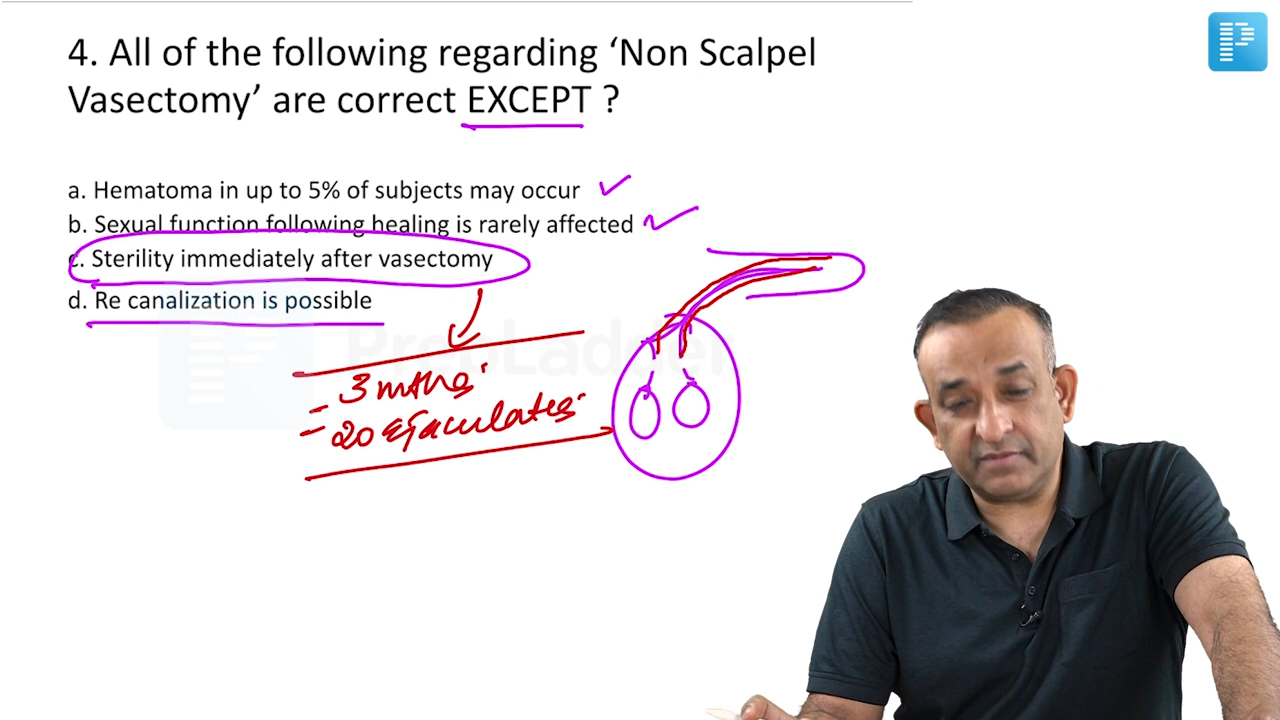 4. All of the following regarding ‘Non Scalpel
Vasectomy’ are correct EXCEPT ?
a. Hematoma in up to 5% of subjects may occur
b. Sexual function following healing is rarely affected
c. Sterility immediately after vasectomy
d. Re canalization is possible
PrepLadder
3 mths
20 Ejaculates